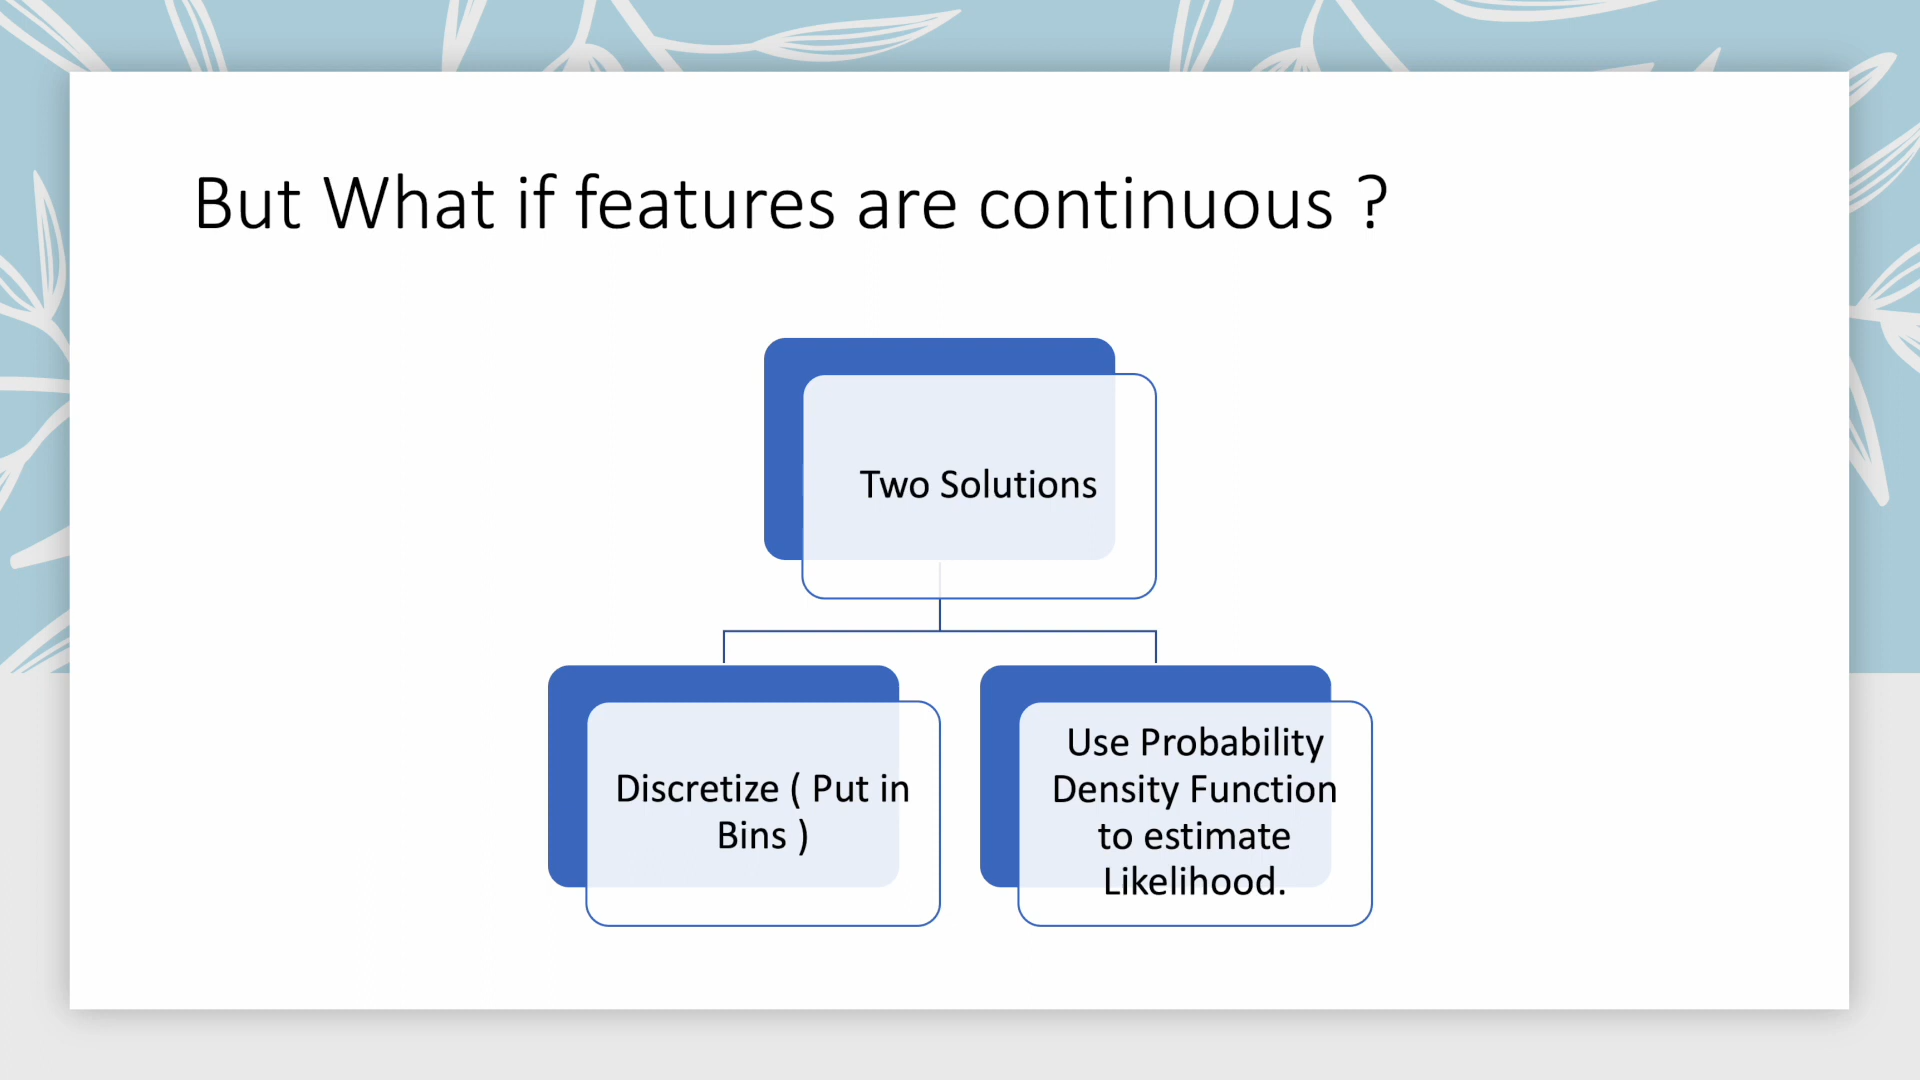 But What if features are continuous ?
Two Solutions
Discretize ( Put in
Bins )
Use Probability
Density Function
to estimate
Likelihood.